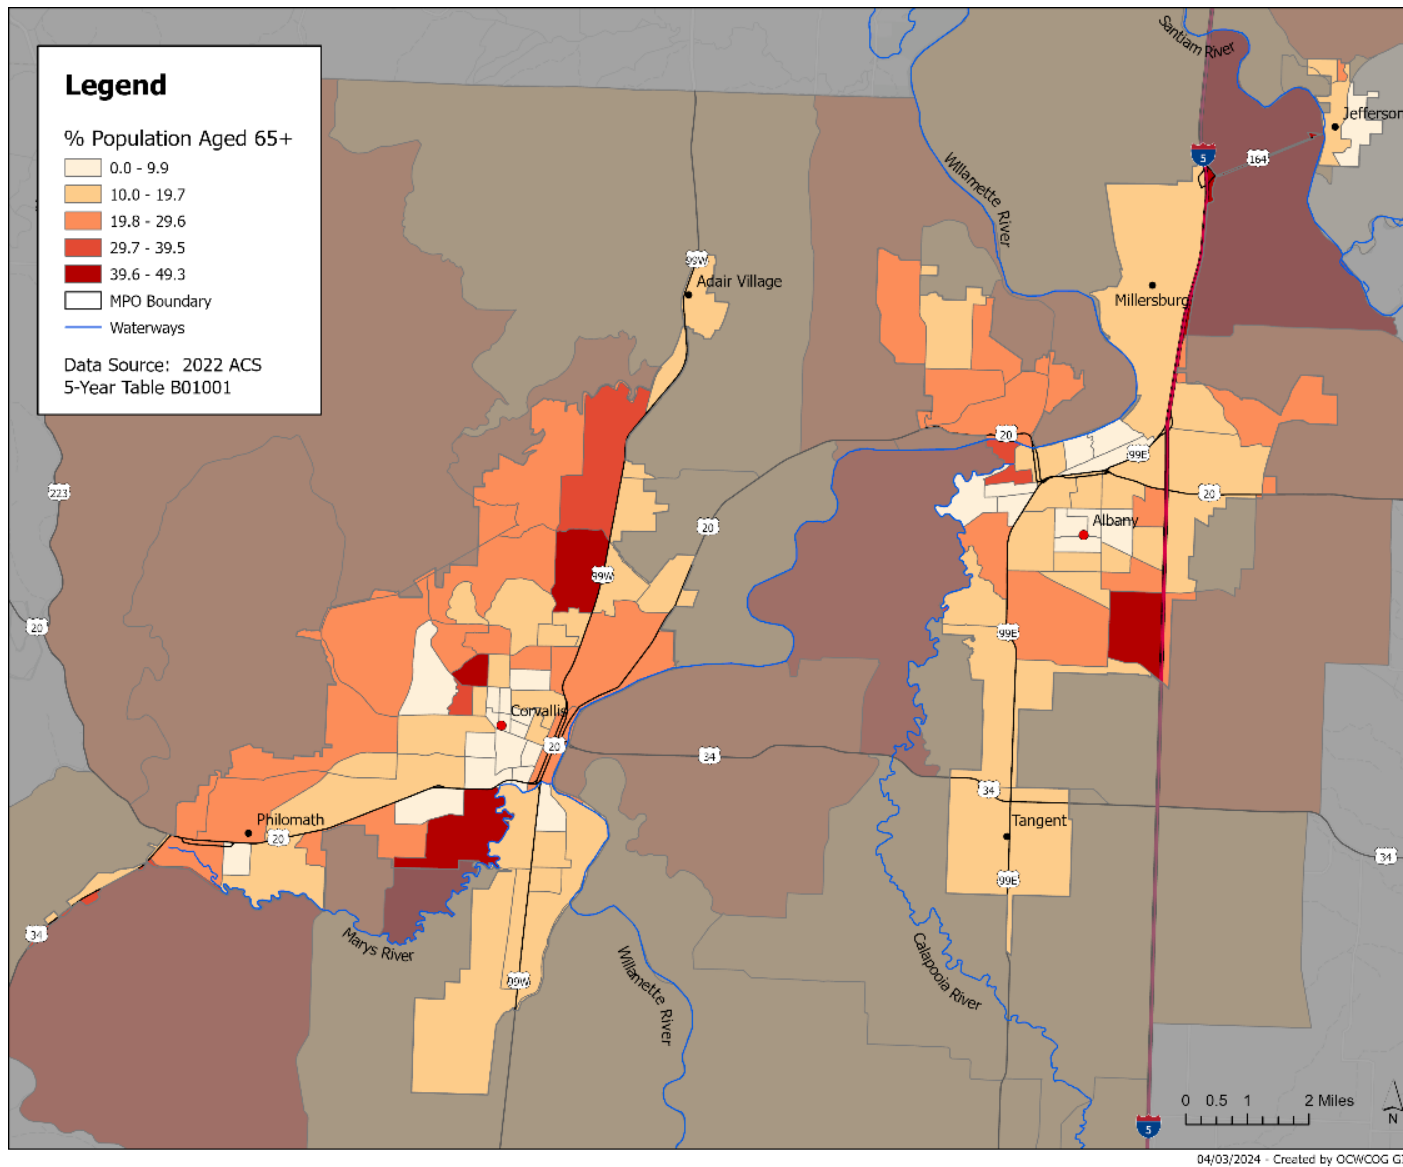 Legend
% Population Aged 65+
0.0 - 9.9
10.0 - 19.7
19.8 - 29.6
29.7 - 39.5
39.6 - 49.3
MPO Boundary
Waterways
Data Source: 2022 ACS
5-Year Table B01001
Santiam River
Jefferson
5
164
Willamette River
99W
Adair Village
Millersburg
20
99E
223
20
20
Albany
99W
20
99E
Corvallis
20
34
34
Philomath
20
Tangent
34
99E
34
Marys River
Willamette River
Calapooia River
99W
0 0.5 1 2 Miles
N
5
04/03/2024 - Created by OCWCOG